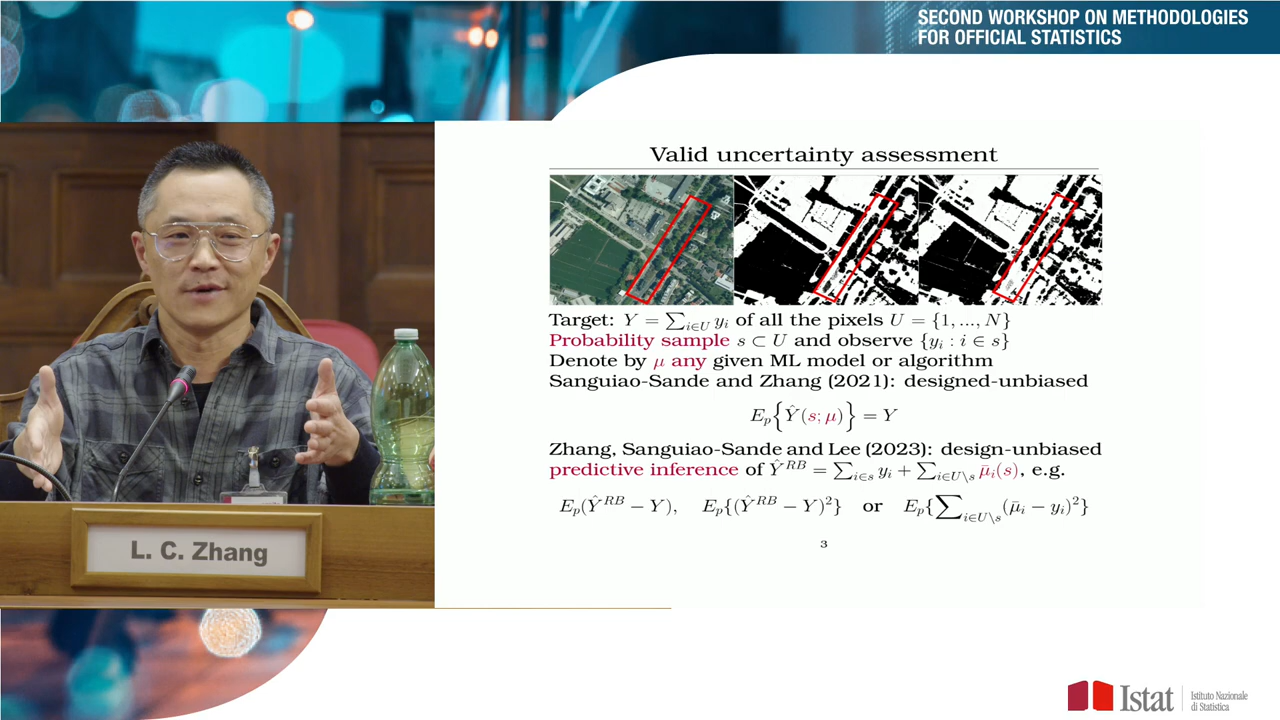 SECOND WORKSHOP ON METHODOLOGIES
FOR OFFICIAL STATISTICS
Valid uncertainty assessment
Target: Y = ∑_{i∈U} y_i of all the pixels U = {1, ..., N}
Probability sample s ⊂ U and observe {y_i : i ∈ s}
Denote by μ any given ML model or algorithm
Sanguiao-Sande and Zhang (2021): designed-unbiased
E_p{Ŷ(s; μ)} = Y
Zhang, Sanguiao-Sande and Lee (2023): design-unbiased
predictive inference of Ŷ^{RB} = ∑_{i∈s} y_i + ∑_{i∈U\s} μ̄_i(s), e.g.
E_p(Ŷ^{RB} − Y), E_p{(Ŷ^{RB} − Y)²} or E_p{∑_{i∈U\s} (μ̄_i − y_i)²}
3
L. C. Zhang
Istat
Istituto Nazionale
di Statistica